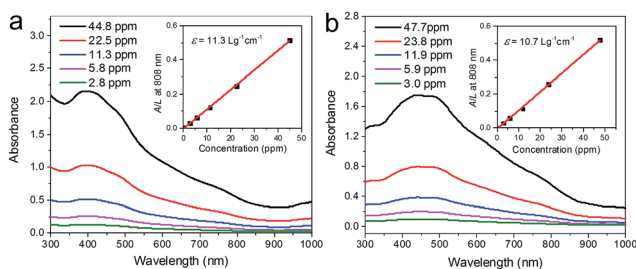 a
44.8 ppm
22.5 ppm
11.3 ppm
5.8 ppm
2.8 ppm
ε = 11.3 Lg⁻¹cm⁻¹
A/L at 808 nm
0.6
0.4
0.2
0.0
0 10 20 30 40 50
Concentration (ppm)
Absorbance
3.0
2.5
2.0
1.5
1.0
0.5
0.0
300 400 500 600 700 800 900 1000
Wavelength (nm)
b
47.7ppm
23.8 ppm
11.9 ppm
5.9 ppm
3.0 ppm
ε = 10.7 Lg⁻¹cm⁻¹
A/L at 808 nm
0.6
0.4
0.2
0.0
0 10 20 30 40 50
Concentration (ppm)
Absorbance
2.8
2.4
1.8
1.2
0.6
0.0
300 400 500 600 700 800 900 1000
Wavelength (nm)